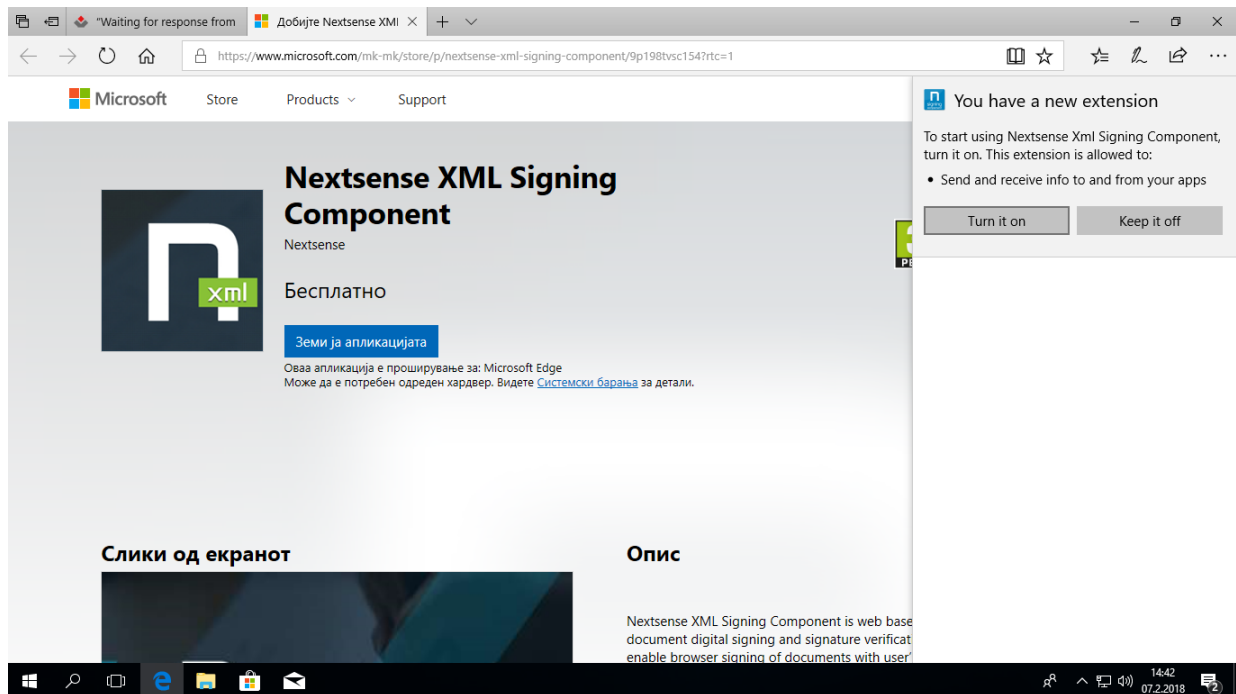 "Waiting for response from
Добијте Nextsense XMl
https://www.microsoft.com/mk-mk/store/p/nextsense-xml-signing-component/9p198tvsc154?rtc=1
Microsoft Store Products Support
You have a new extension
To start using Nextsense Xml Signing Component,
turn it on. This extension is allowed to:
• Send and receive info to and from your apps
Turn it on Keep it off
n
xml
Nextsense XML Signing
Component
Nextsense
Бесплатно
Земи ја апликацијата
Оваа апликација е проширување за: Microsoft Edge
Може да е потребен одреден хардвер. Видете Системски барања за детали.
Слики од екранот
Опис
Nextsense XML Signing Component is web base
document digital signing and signature verificat
enable browser signing of documents with user'
14:42
07.2.2018
2